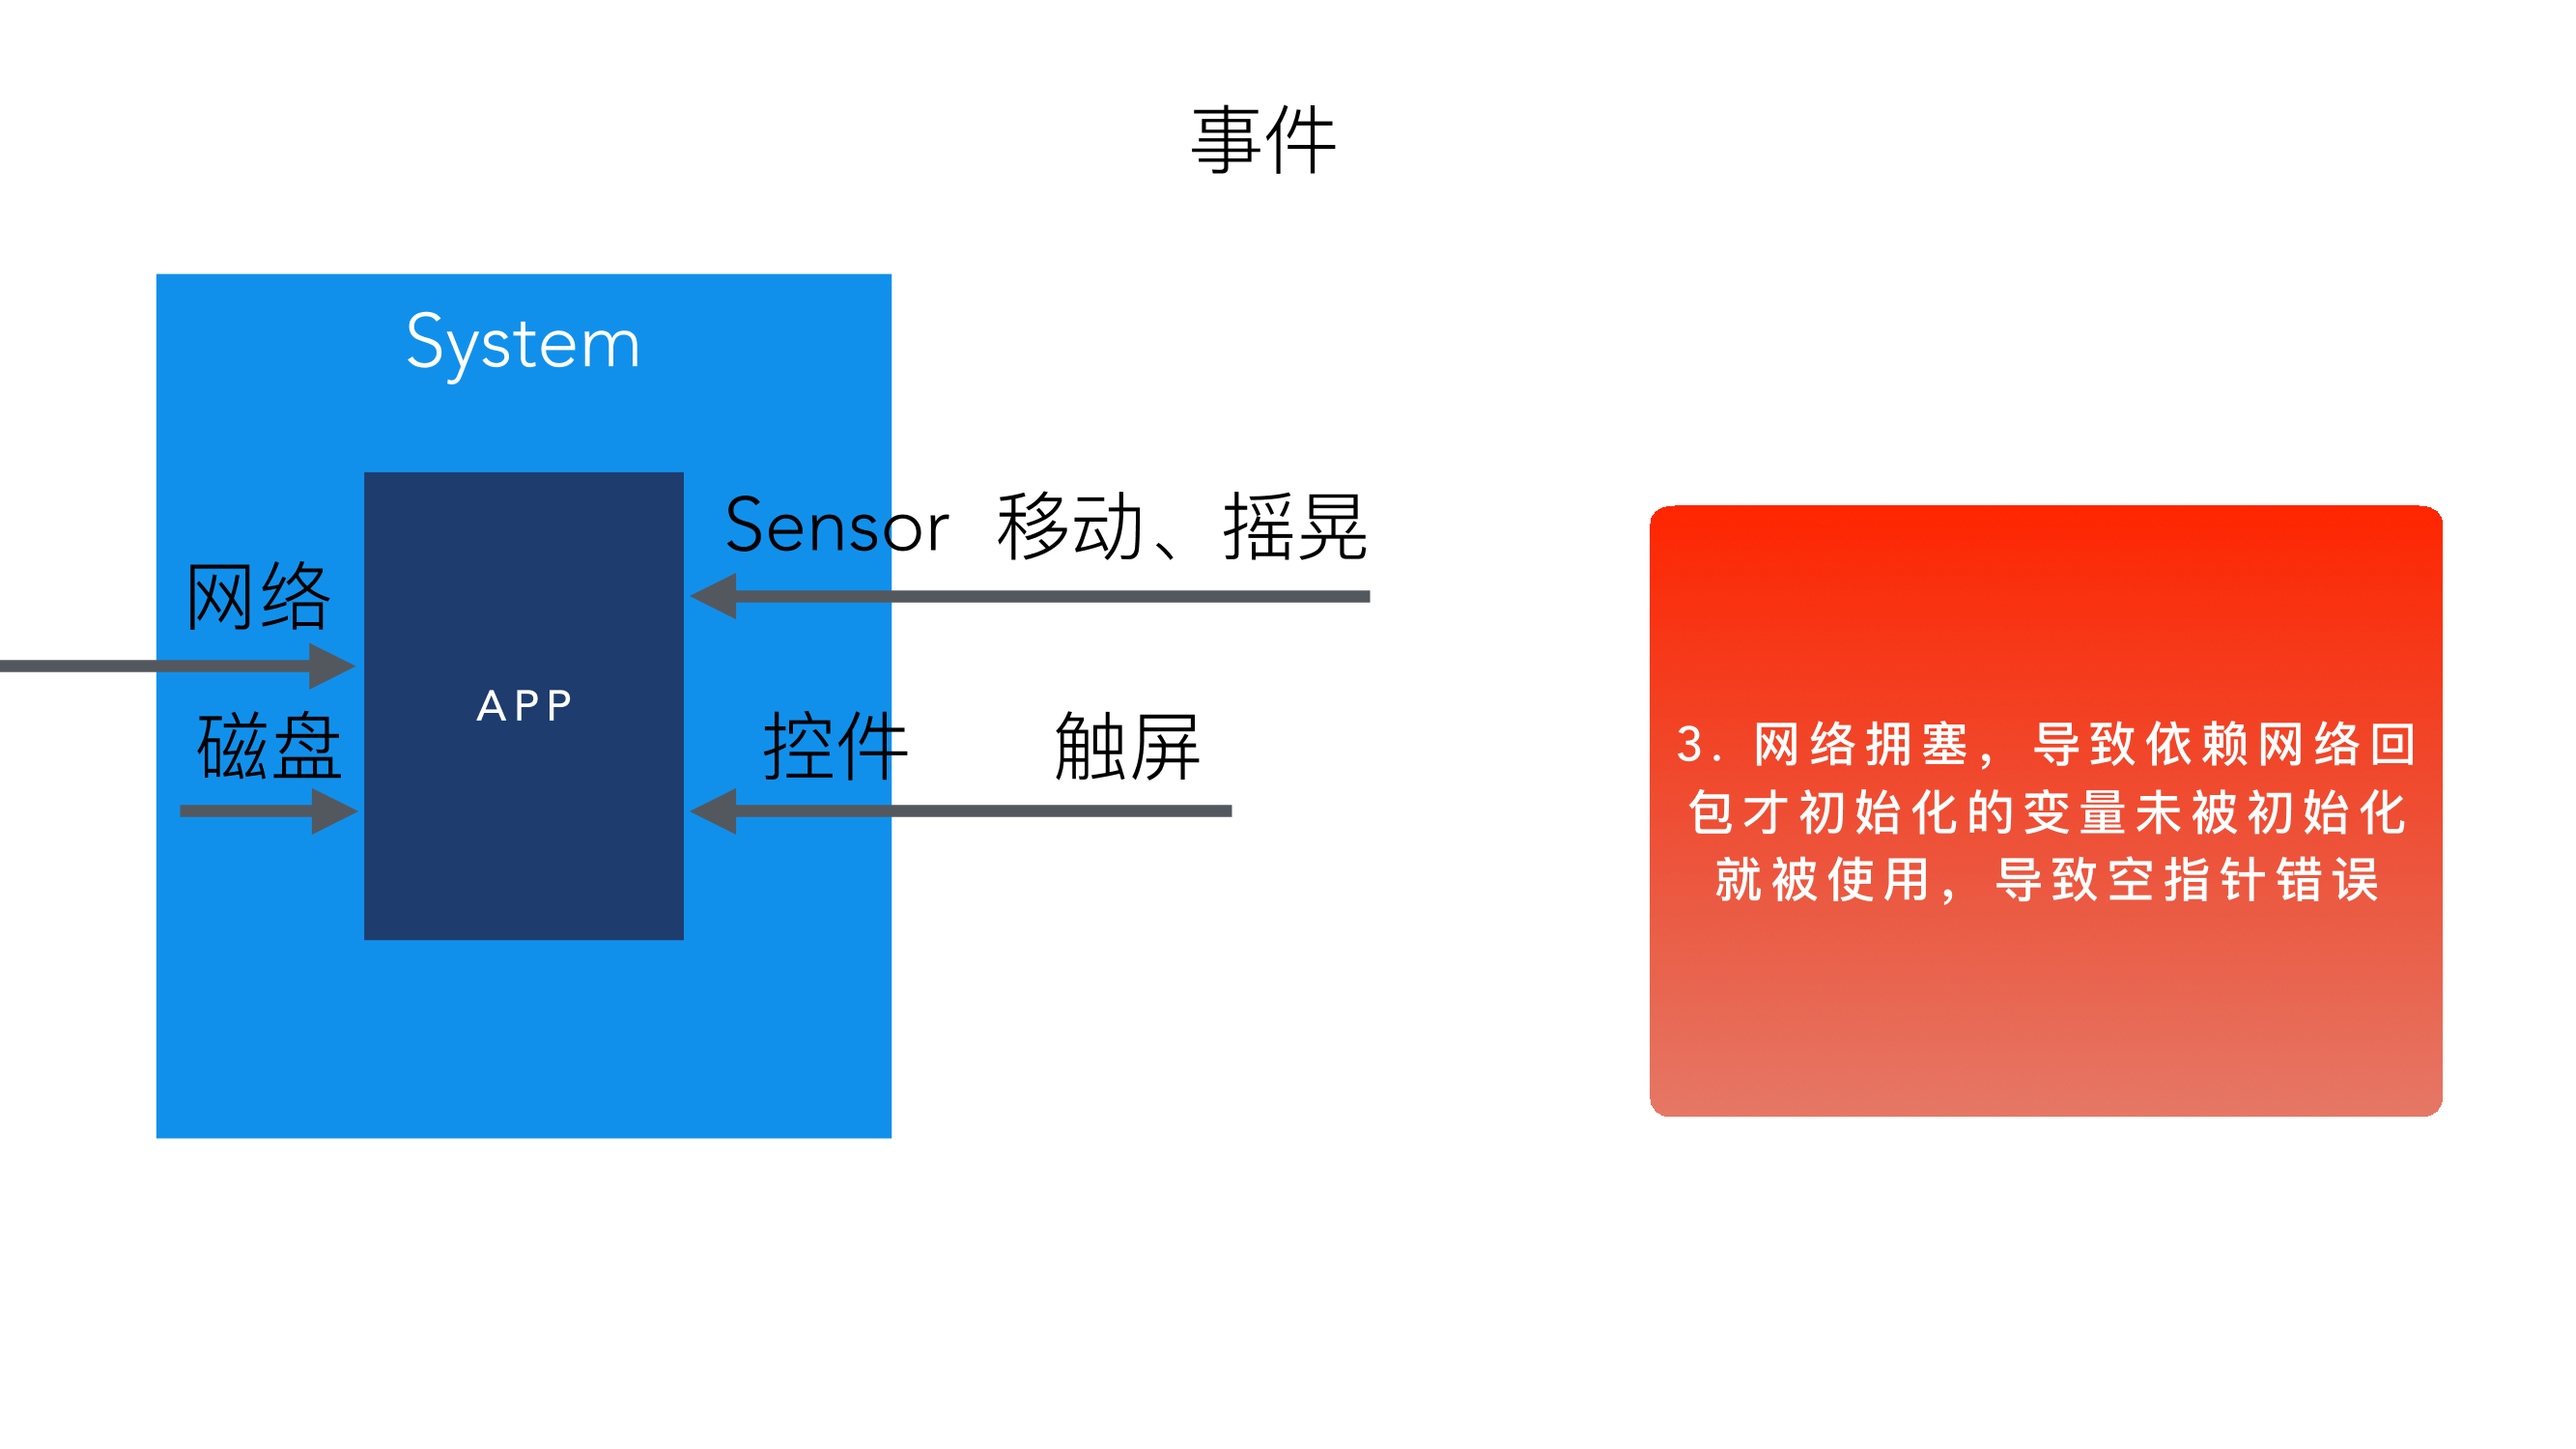 事件
System
Sensor 移动、摇晃
网络
磁盘
APP
控件 触屏
3. 网络拥塞，导致依赖网络回
包才初始化的变量未被初始化
就被使用，导致空指针错误